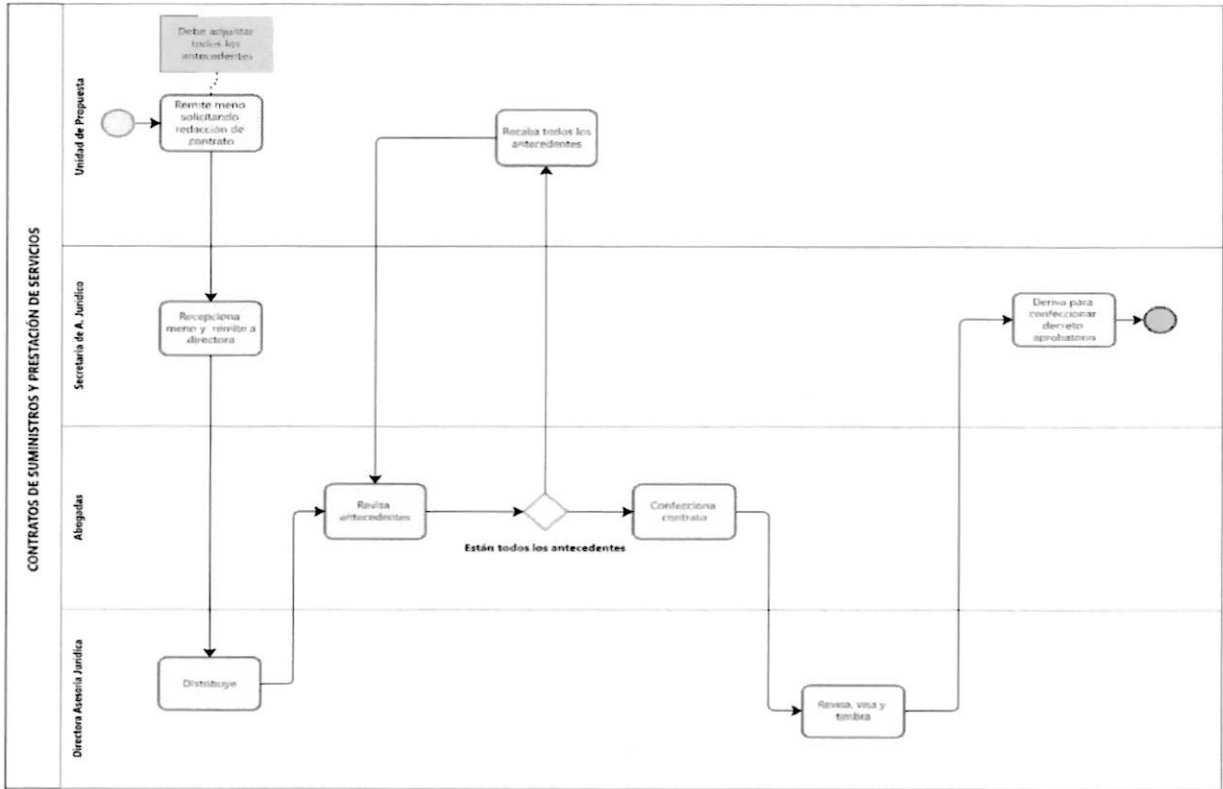 CONTRATOS DE SUMINISTROS Y PRESTACIÓN DE SERVICIOS
Unidad de Propuesta
Debe adjuntar
todos los
antecedentes
Remite meno
solicitando
redacción de
contrato
Recaba todos los
antecedentes
Secretaria de A. Jurídico
Recepciona
meno y remite a
directora
Deriva para
confeccionar
decreto
aprobatorio
Abogadas
Revisa
antecedentes
Están todos los antecedentes
Confecciona
contrato
Directora Asesoría Jurídica
Distribuye
Revisa, visa y
timbra